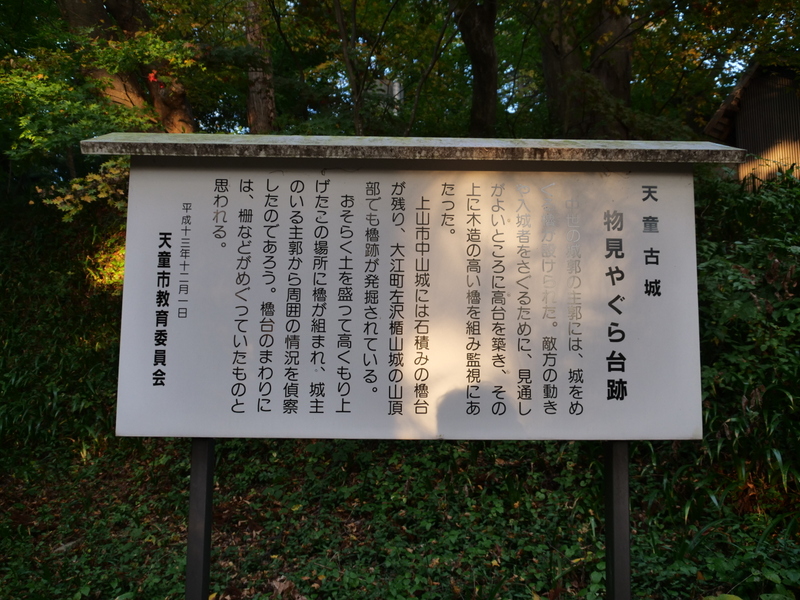 天童古城
物見やぐら台跡
中世の城郭の主郭には、城をめ
が設けられた。敵方の動き
入城者をさぐるために、見通し
がよいところに高台を築き、その
上に木造の高い櫓を組み監視にあ
たった。
上山市中山城には石積みの櫓台
が残り、大江町左沢楯山城の山頂
部でも櫓跡が発掘されている。
おそらく土を盛って高くもり上
げたこの場所に櫓が組まれ、城主
のいる主郭から周囲の情況を偵察
したのであろう。櫓台のまわりに
は、柵などがめぐっていたものと
思われる。
平成十三年十二月一日
天童市教育委員会